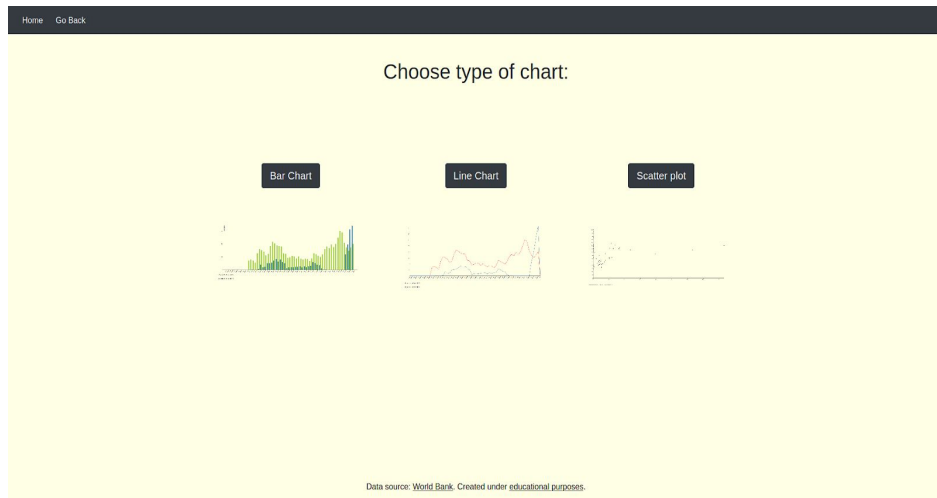 Home Go Back
Choose type of chart:
Bar Chart Line Chart Scatter plot
Data source: World Bank. Created under educational purposes.